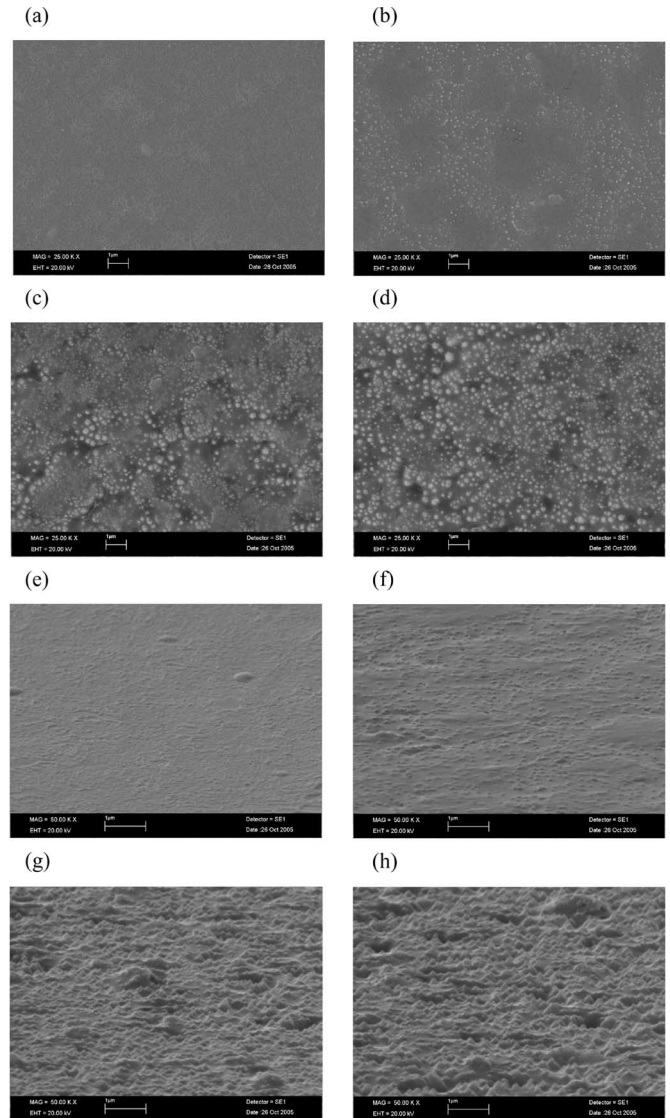 (a)
(b)
MAG = 25.00 K X 1µm Detector = SE1
EHT = 20.00 kV Date :26 Oct 2005
MAG = 25.00 K X 1µm Detector = SE1
EHT = 20.00 kV Date :26 Oct 2005
(c)
(d)
MAG = 25.00 K X 1µm Detector = SE1
EHT = 20.00 kV Date :26 Oct 2005
MAG = 25.00 K X 1µm Detector = SE1
EHT = 20.00 kV Date :26 Oct 2005
(e)
(f)
MAG = 50.00 K X 1µm Detector = SE1
EHT = 20.00 kV Date :26 Oct 2005
MAG = 50.00 K X 1µm Detector = SE1
EHT = 20.00 kV Date :26 Oct 2005
(g)
(h)
MAG = 50.00 K X 1µm Detector = SE1
EHT = 20.00 kV Date :26 Oct 2005
MAG = 50.00 K X 1µm Detector = SE1
EHT = 20.00 kV Date :26 Oct 2005